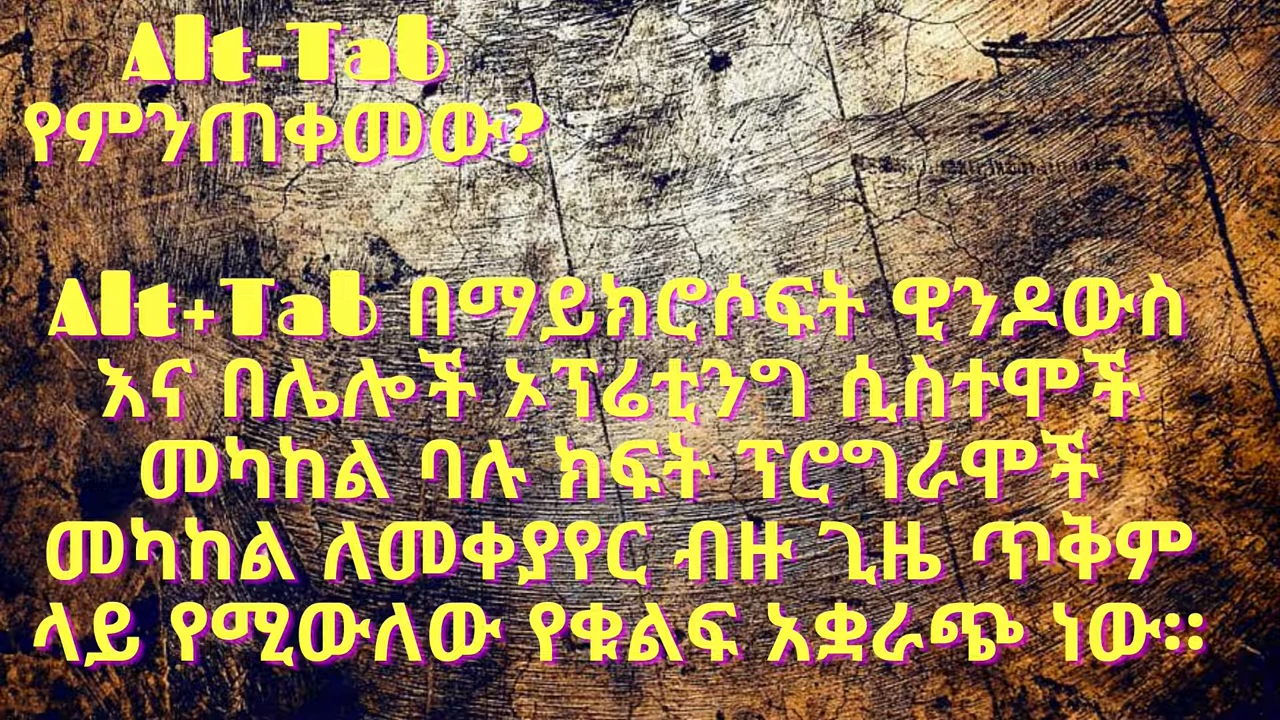 Alt-Tab
የምንጠቀመው?
Alt+Tab በማይክሮሶፍት ዊንዶውስ
እና በሌሎች ኦፕሬቲንግ ሲስተሞች
መካከል ባሉ ክፍት ፕሮግራሞች
መካከል ለመቀያየር ብዙ ጊዜ ጥቅም
ላይ የሚውለው የቁልፍ አቋራጭ ነው።